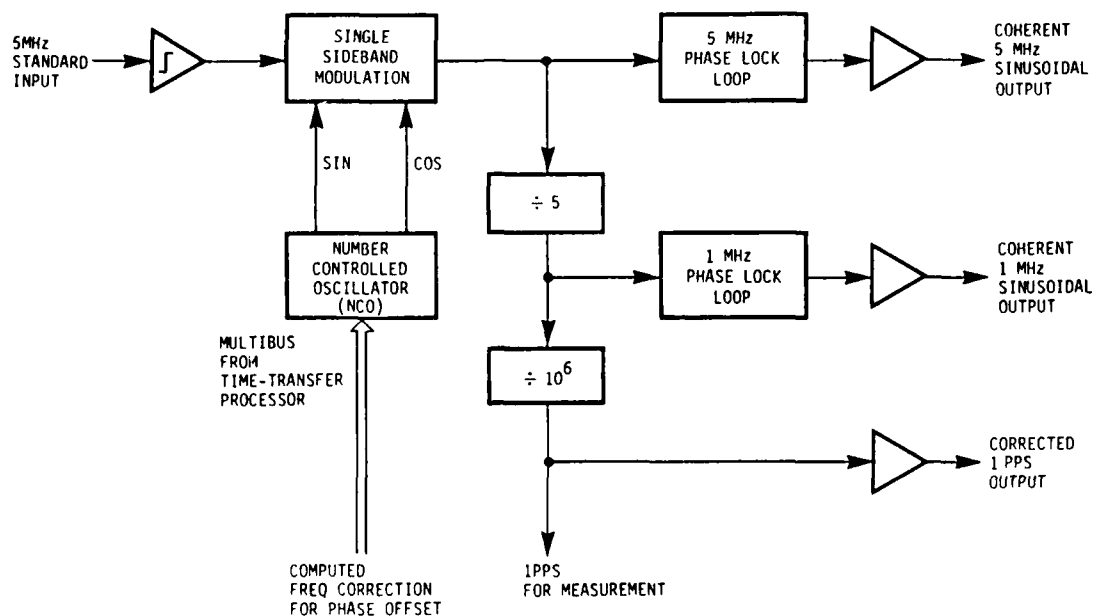 5MHz
STANDARD
INPUT
SINGLE
SIDEBAND
MODULATION
5 MHz
PHASE LOCK
LOOP
COHERENT
5 MHz
SINUSOIDAL
OUTPUT
SIN
COS
÷ 5
NUMBER
CONTROLLED
OSCILLATOR
(NCO)
1 MHz
PHASE LOCK
LOOP
COHERENT
1 MHz
SINUSOIDAL
OUTPUT
MULTIBUS
FROM
TIME-TRANSFER
PROCESSOR
÷ 10⁶
CORRECTED
1 PPS
OUTPUT
COMPUTED
FREQ CORRECTION
FOR PHASE OFFSET
1PPS
FOR MEASUREMENT